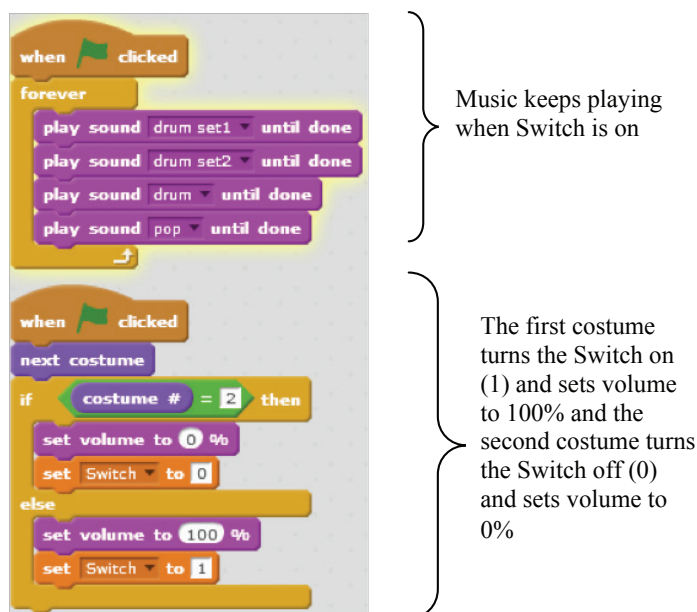 when clicked
forever
play sound drum set1 until done
play sound drum set2 until done
play sound drum until done
play sound pop until done
Music keeps playing
when Switch is on
when clicked
next costume
if costume # = 2 then
set volume to 0 %
set Switch to 0
else
set volume to 100 %
set Switch to 1
The first costume
turns the Switch on
(1) and sets volume
to 100% and the
second costume turns
the Switch off (0)
and sets volume to
0%